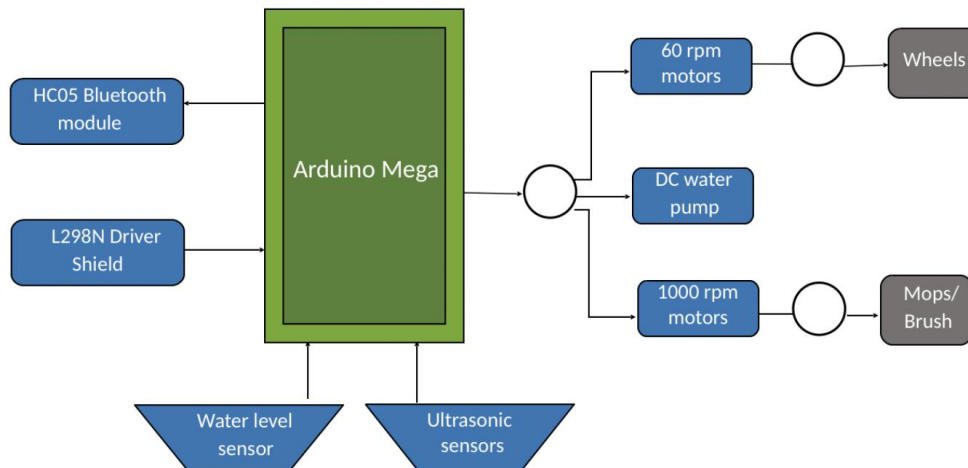 60 rpm
motors
Wheels
HC05 Bluetooth
module
Arduino Mega
DC water
pump
L298N Driver
Shield
1000 rpm
motors
Mops/
Brush
Water level
sensor
Ultrasonic
sensors